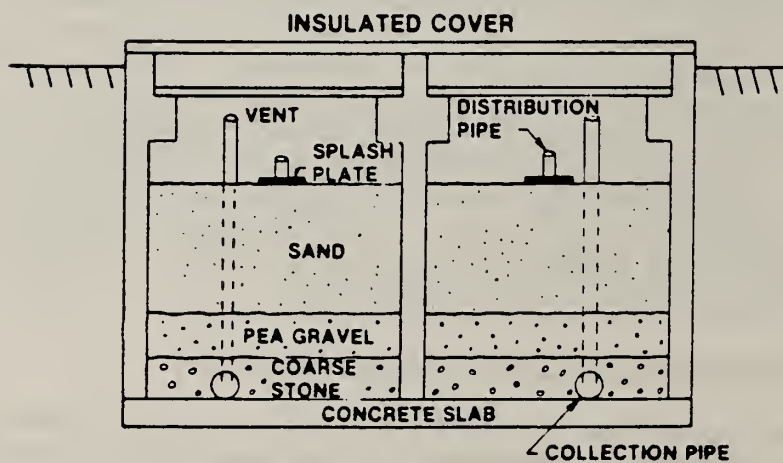 INSULATED COVER
VENT
DISTRIBUTION
PIPE
SPLASH
PLATE
SAND
PEA GRAVEL
COARSE
STONE
CONCRETE SLAB
COLLECTION PIPE